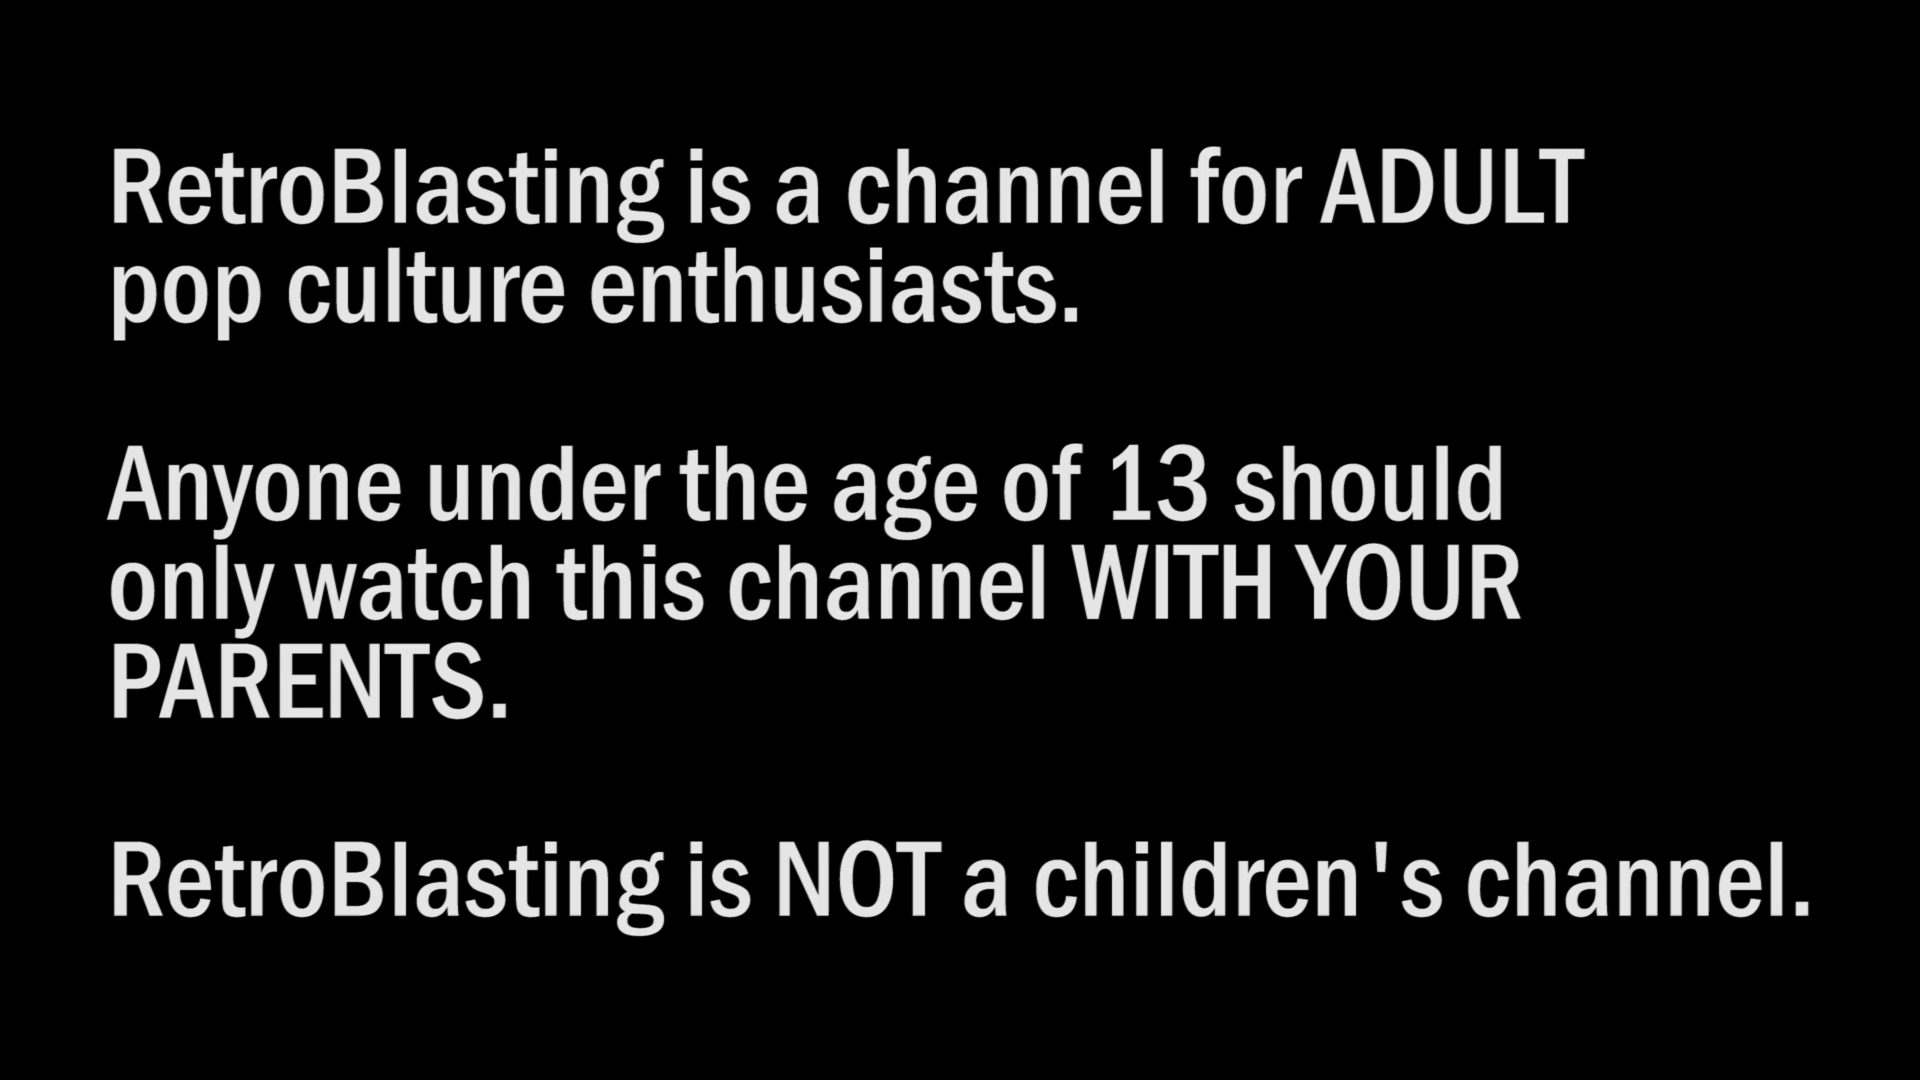 RetroBlasting is a channel for ADULT
pop culture enthusiasts.
Anyone under the age of 13 should
only watch this channel WITH YOUR
PARENTS.
RetroBlasting is NOT a children's channel.